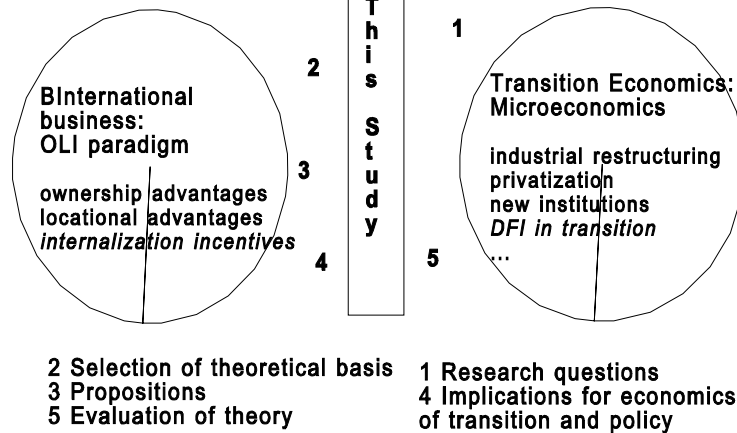 BInternational
business:
OLI paradigm
ownership advantages
locational advantages
internalization incentives
2
3
4
This Study
1
5
Transition Economics:
Microeconomics
industrial restructuring
privatization
new institutions
DFI in transition
...
2 Selection of theoretical basis
3 Propositions
5 Evaluation of theory
1 Research questions
4 Implications for economics
of transition and policy